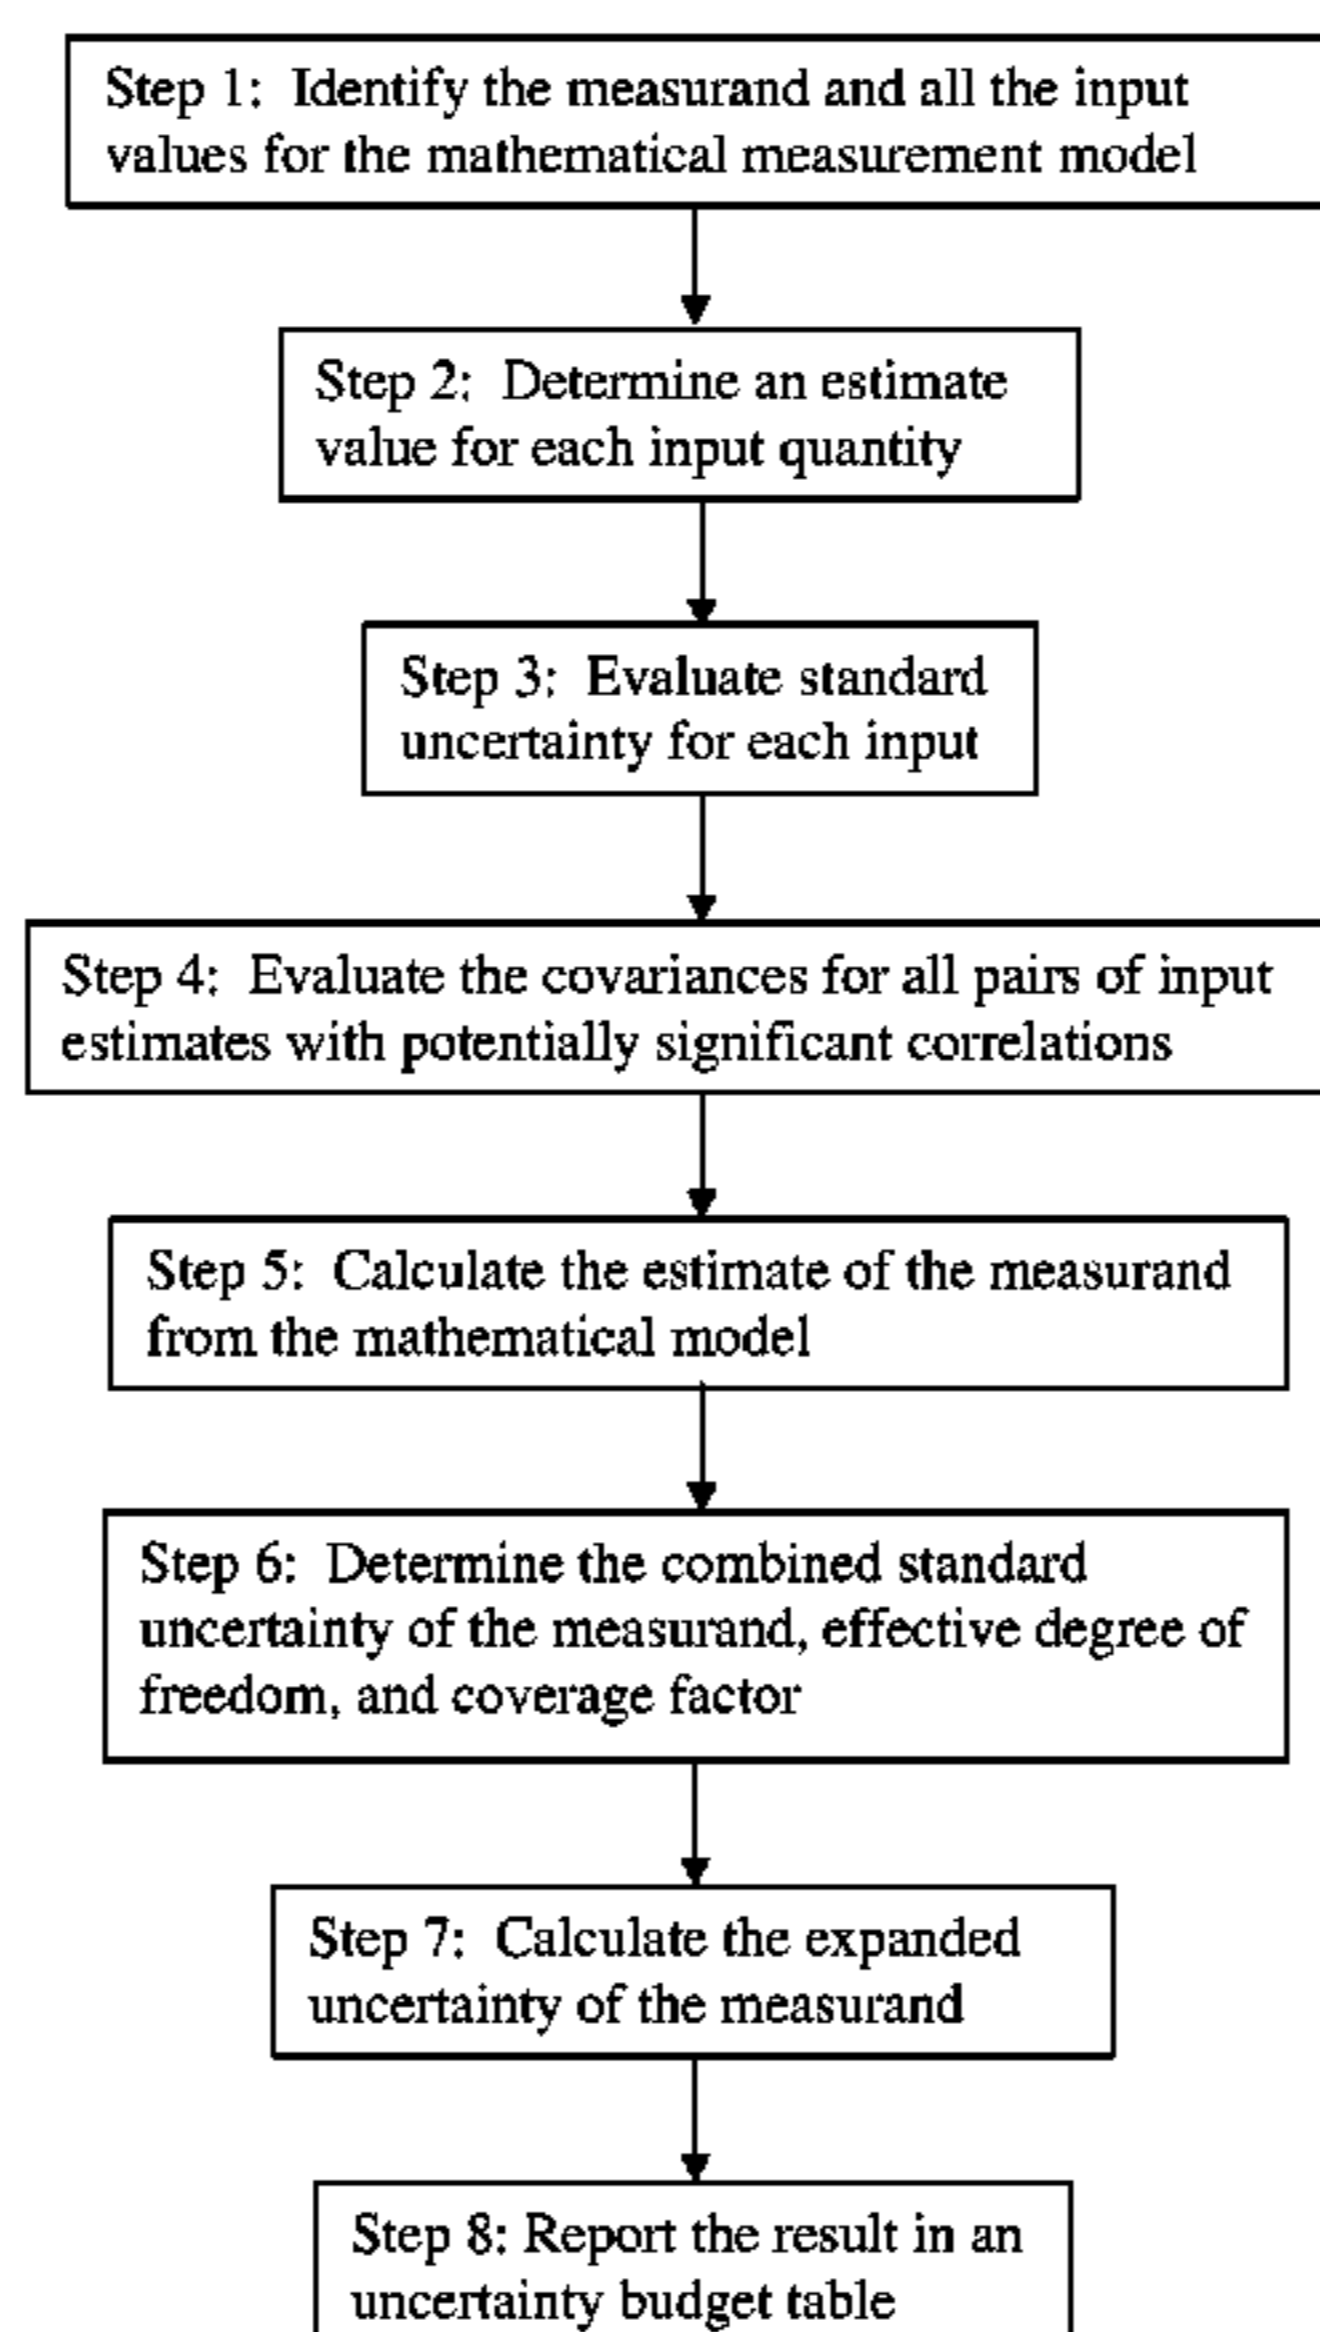 Step 1: Identify the measurand and all the input
values for the mathematical measurement model
Step 2: Determine an estimate
value for each input quantity
Step 3: Evaluate standard
uncertainty for each input
Step 4: Evaluate the covariances for all pairs of input
estimates with potentially significant correlations
Step 5: Calculate the estimate of the measurand
from the mathematical model
Step 6: Determine the combined standard
uncertainty of the measurand, effective degree of
freedom, and coverage factor
Step 7: Calculate the expanded
uncertainty of the measurand
Step 8: Report the result in an
uncertainty budget table